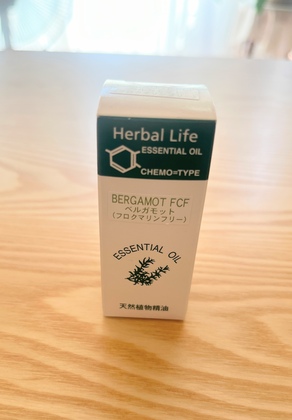 Herbal Life
ESSENTIAL OIL
CHEMO=TYPE
BERGAMOT FCF
ベルガモット
(フロクマリンフリー)
ESSENTIAL OIL
天然植物精油